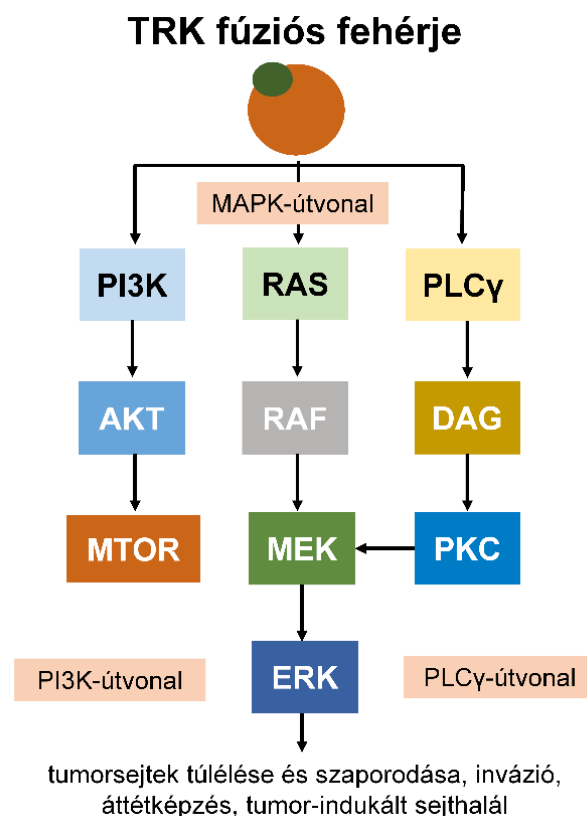 TRK fúziós fehérje
MAPK-útvonal
PI3K
RAS
PLCγ
AKT
RAF
DAG
MTOR
MEK
PKC
PI3K-útvonal
ERK
PLCγ-útvonal
tumorsejtek túlélése és szaporodása, invázió,
áttétképzés, tumor-indukált sejthalál